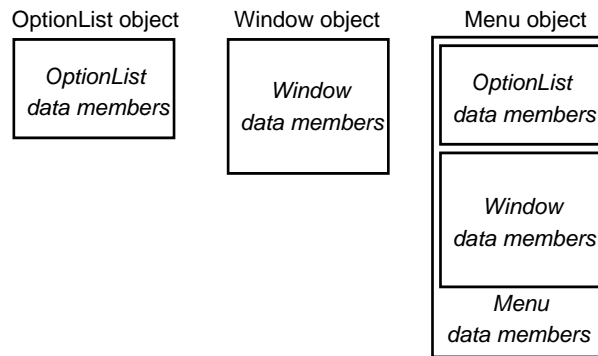 OptionList object
OptionList
data members
Window object
Window
data members
Menu object
OptionList
data members
Window
data members
Menu
data members